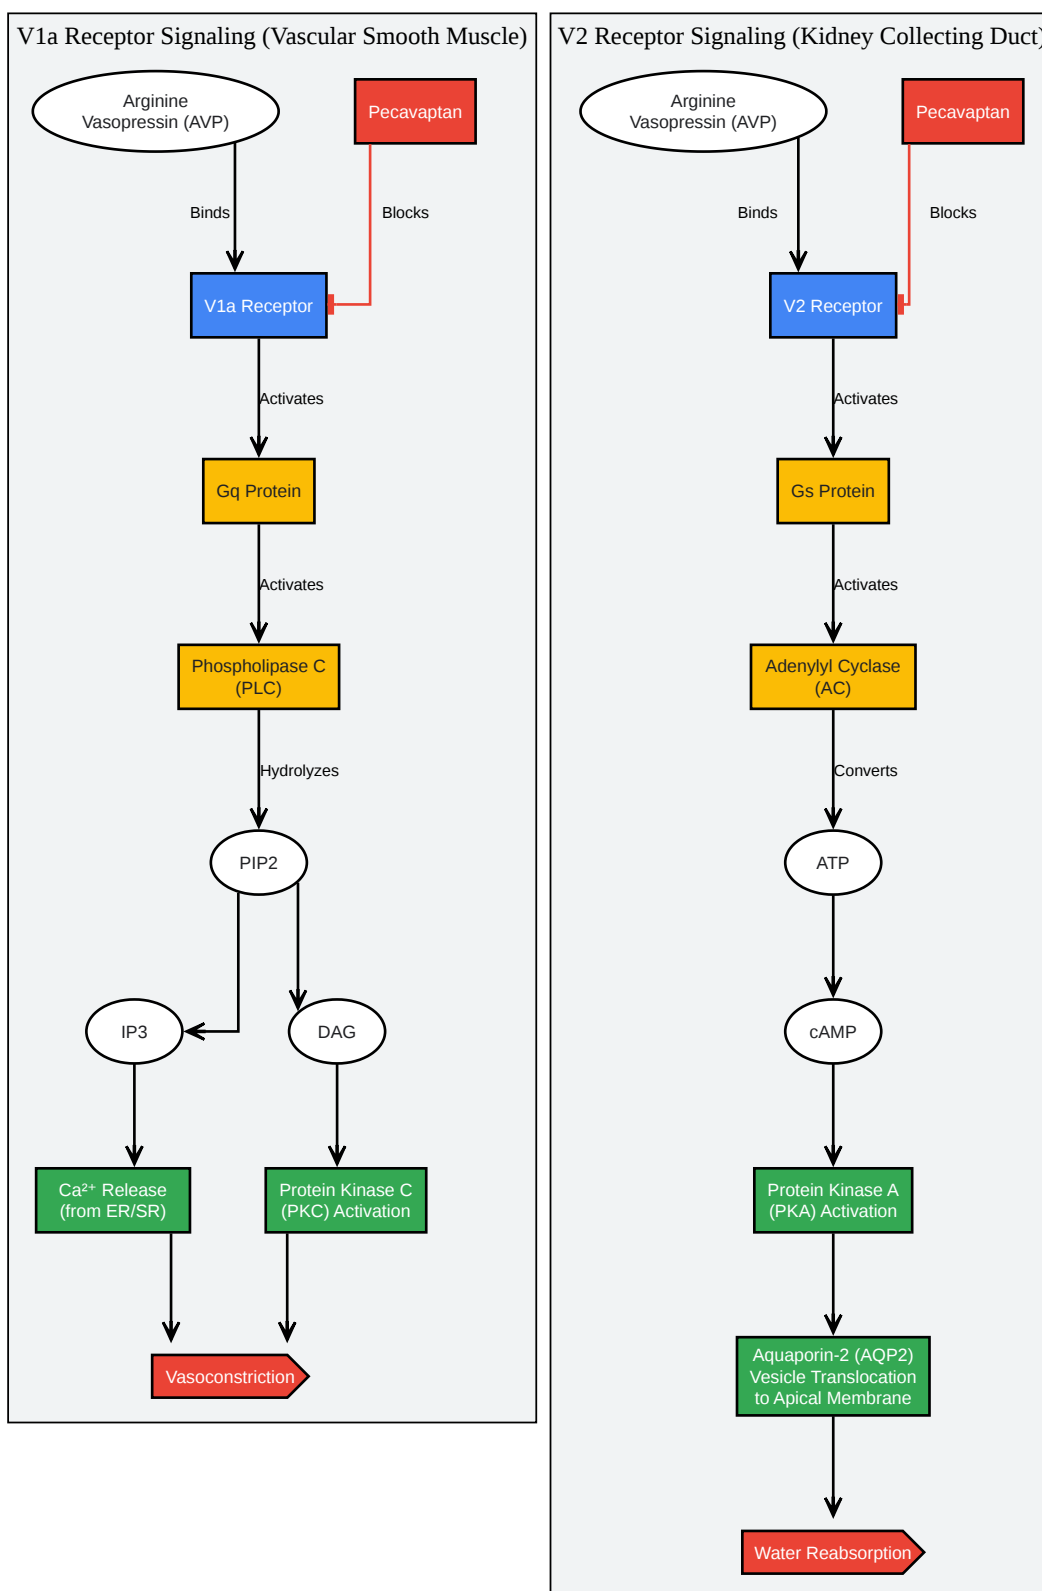 V1a Receptor Signaling (Vascular Smooth Muscle)
Arginine
Vasopressin (AVP)
Pecavaptan
Binds
Blocks
V1a Receptor
Activates
Gq Protein
Activates
Phospholipase C
(PLC)
Hydrolyzes
PIP2
IP3
DAG
Ca²⁺ Release
(from ER/SR)
Protein Kinase C
(PKC) Activation
Vasoconstriction
V2 Receptor Signaling (Kidney Collecting Duct)
Arginine
Vasopressin (AVP)
Pecavaptan
Binds
Blocks
V2 Receptor
Activates
Gs Protein
Activates
Adenylyl Cyclase
(AC)
Converts
ATP
cAMP
Protein Kinase A
(PKA) Activation
Aquaporin-2 (AQP2)
Vesicle Translocation
to Apical Membrane
Water Reabsorption